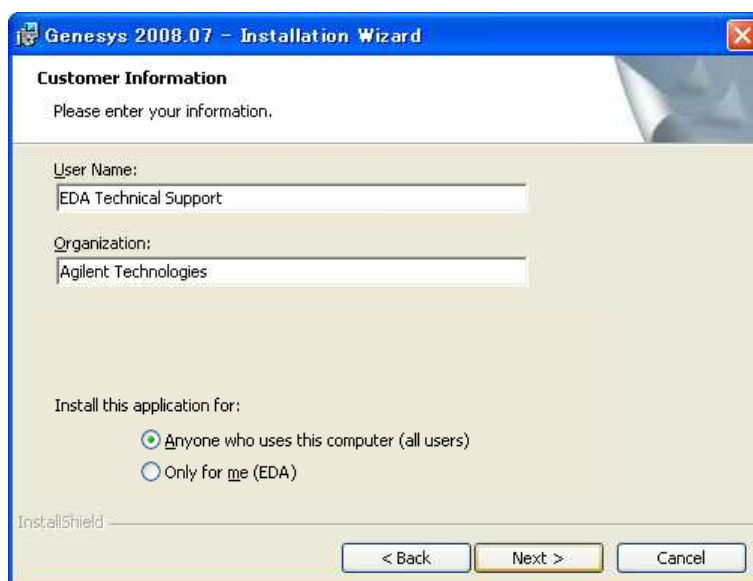 Genesys 2008.07 - Installation Wizard
Customer Information
Please enter your information.
User Name:
EDA Technical Support
Organization:
Agilent Technologies
Install this application for:
Anyone who uses this computer (all users)
Only for me (EDA)
InstallShield
< Back Next > Cancel